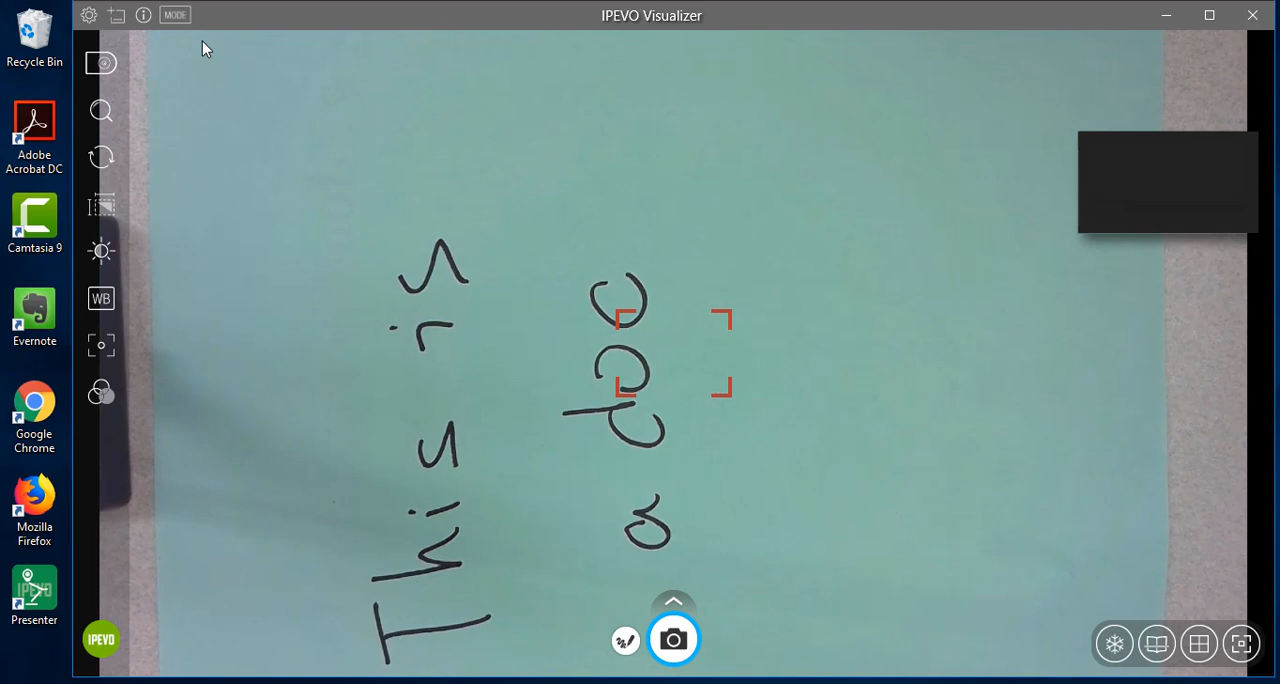 MODE
IPEVO Visualizer
Recycle Bin
Adobe
Acrobat DC
Camtasia 9
Evernote
Google
Chrome
Mozilla
Firefox
IPEVO
Presenter
WB
IPEVO
This is
a doc